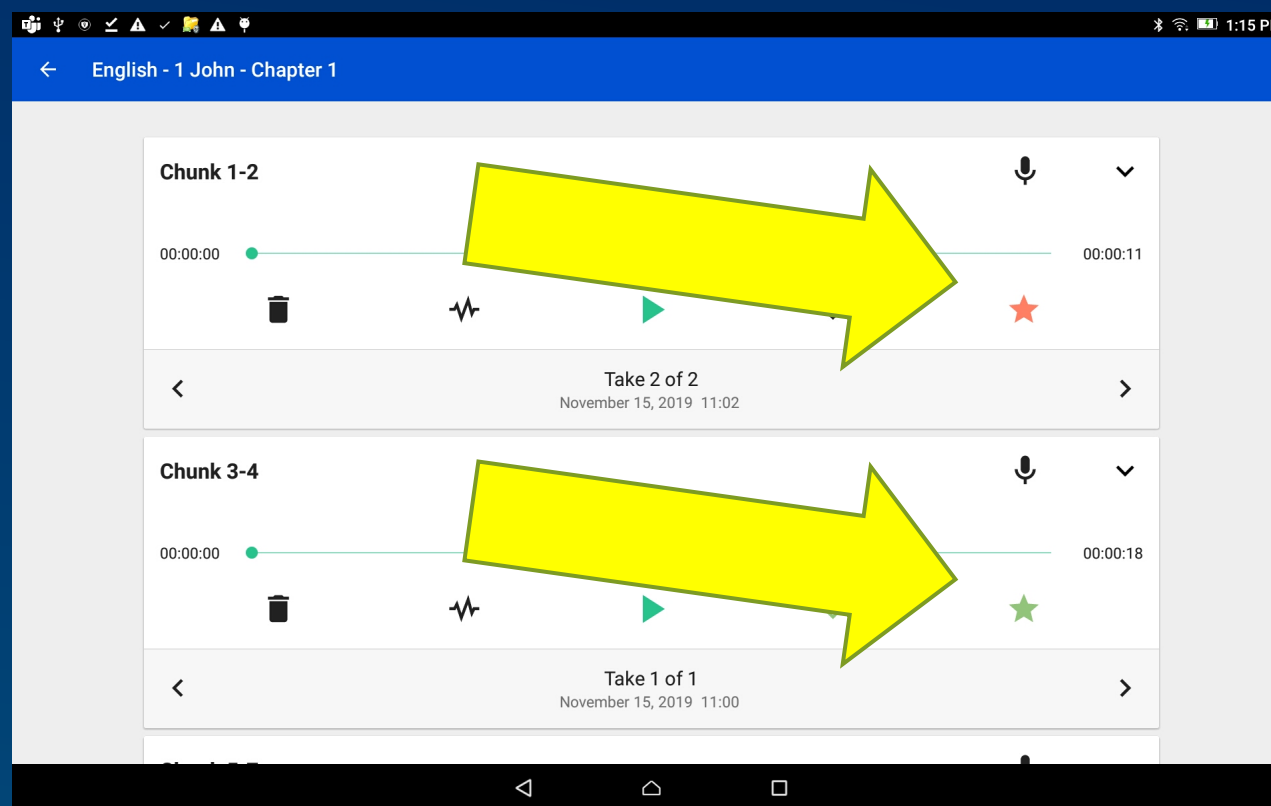 1:15 P
English - 1 John - Chapter 1
Chunk 1-2
00:00:00
00:00:11
Take 2 of 2
November 15, 2019 11:02
Chunk 3-4
00:00:00
00:00:18
Take 1 of 1
November 15, 2019 11:00